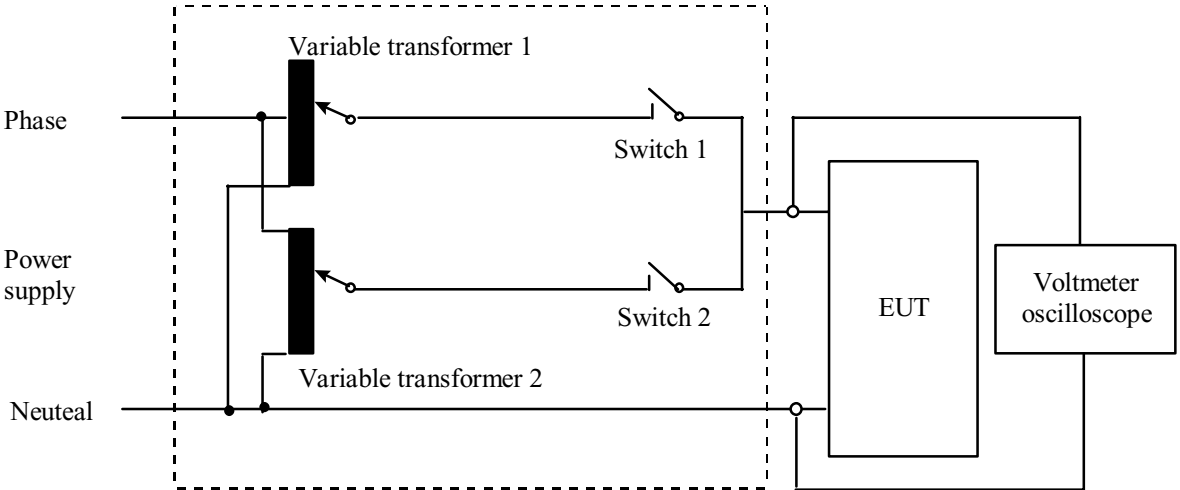 Variable transformer 1
Phase
Switch 1
Power
supply
Switch 2
EUT
Voltmeter
oscilloscope
Variable transformer 2
Neuteal